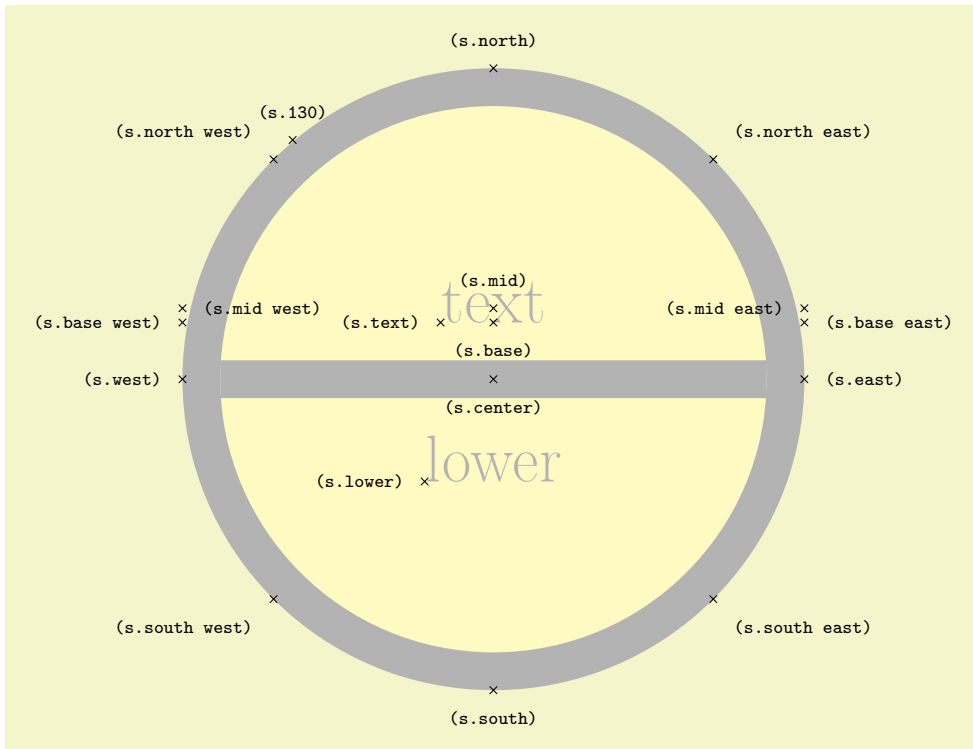 (s.north)
(s.130)
(s.north west)
(s.north east)
(s.mid)
text
(s.mid west)
(s.mid east)
(s.base west)
(s.text)
(s.base east)
(s.base)
(s.west)
(s.east)
(s.center)
lower
(s.lower)
(s.south west)
(s.south east)
(s.south)